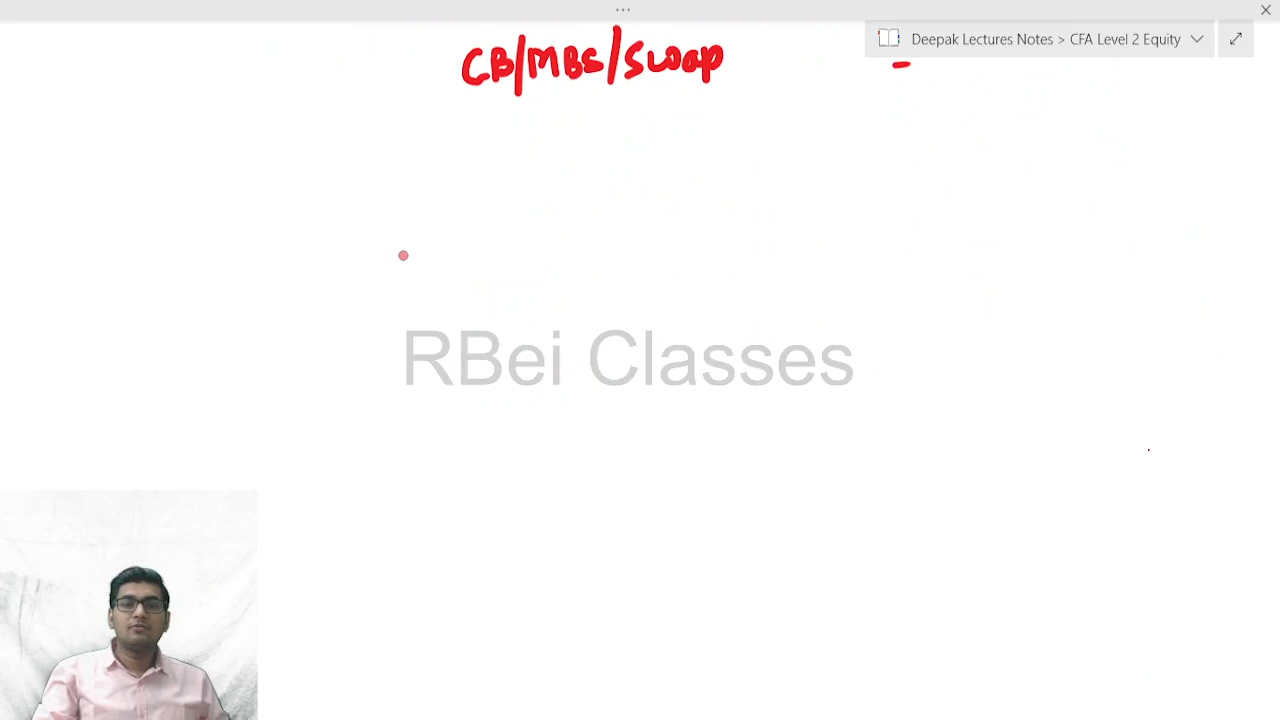 Deepak Lectures Notes > CFA Level 2 Equity
CB/MBS/Swap
RBei Classes